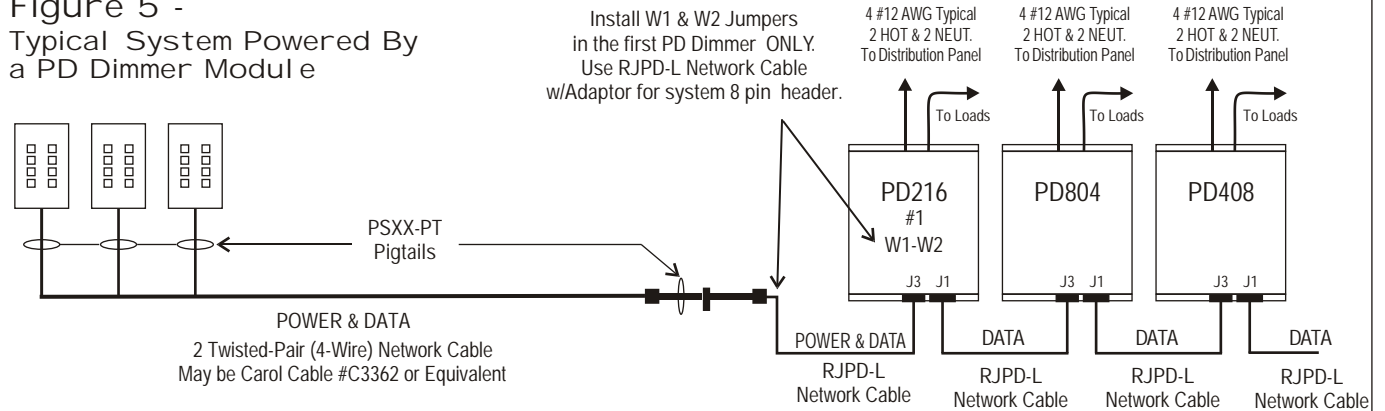 Figure 5 -
Typical System Powered By
a PD Dimmer Module
Install W1 & W2 Jumpers
in the first PD Dimmer ONLY.
Use RJPD-L Network Cable
w/Adaptor for system 8 pin header.
4 #12 AWG Typical
2 HOT & 2 NEUT.
To Distribution Panel
4 #12 AWG Typical
2 HOT & 2 NEUT.
To Distribution Panel
4 #12 AWG Typical
2 HOT & 2 NEUT.
To Distribution Panel
To Loads
To Loads
To Loads
PD216
#1
W1-W2
J3 J1
PD804
J3 J1
PD408
J3 J1
PSXX-PT
Pigtails
POWER & DATA
2 Twisted-Pair (4-Wire) Network Cable
May be Carol Cable #C3362 or Equivalent
POWER & DATA
RJPD-L
Network Cable
DATA
RJPD-L
Network Cable
DATA
RJPD-L
Network Cable
DATA
RJPD-L
Network Cable